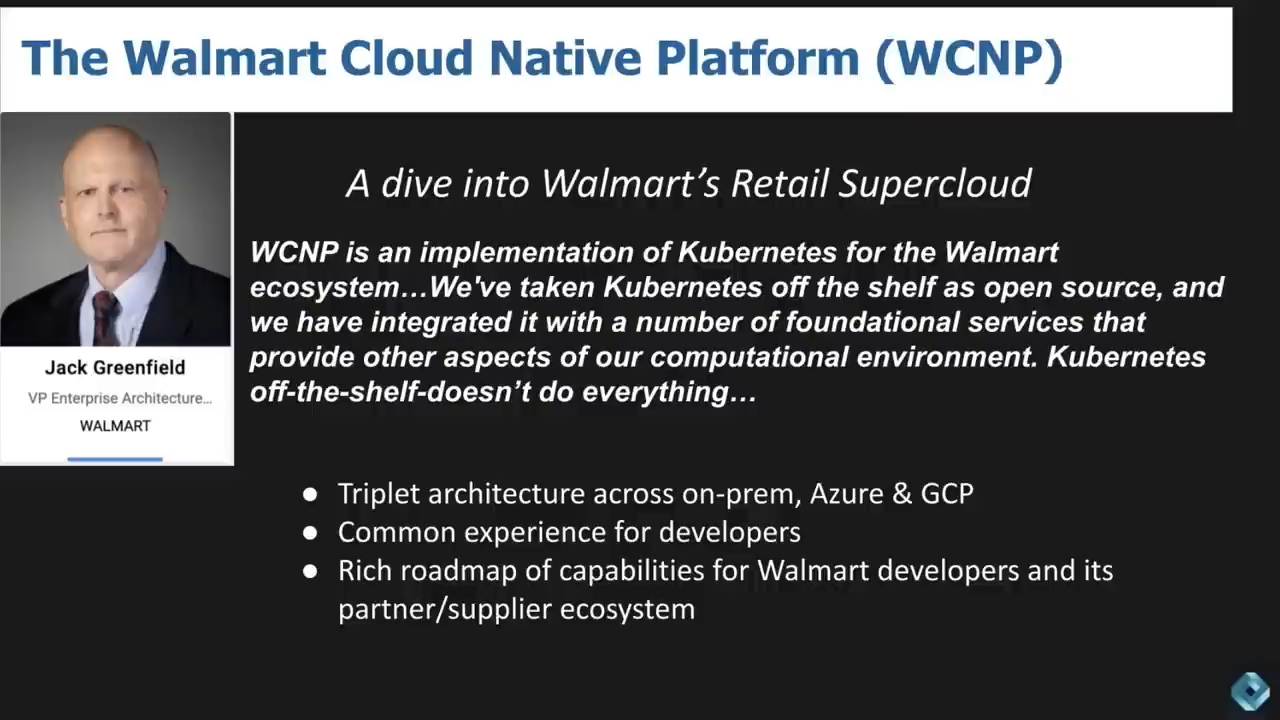 The Walmart Cloud Native Platform (WCNP)
A dive into Walmart's Retail Supercloud
WCNP is an implementation of Kubernetes for the Walmart
ecosystem…We've taken Kubernetes off the shelf as open source, and
we have integrated it with a number of foundational services that
provide other aspects of our computational environment. Kubernetes
off-the-shelf-doesn't do everything…
Jack Greenfield
VP Enterprise Architecture...
WALMART
● Triplet architecture across on-prem, Azure & GCP
● Common experience for developers
● Rich roadmap of capabilities for Walmart developers and its
partner/supplier ecosystem